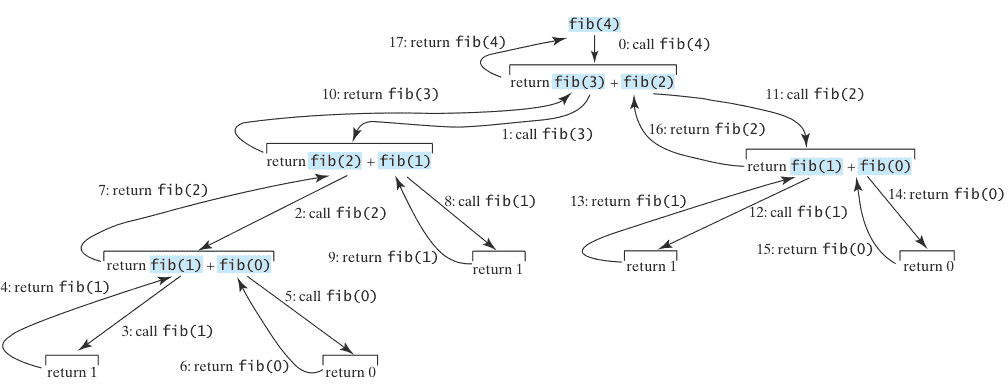 fib(4)
17: return fib(4)
0: call fib(4)
return fib(3) + fib(2)
10: return fib(3)
11: call fib(2)
1: call fib(3)
16: return fib(2)
return fib(2) + fib(1)
return fib(1) + fib(0)
7: return fib(2)
8: call fib(1)
13: return fib(1)
14: return fib(0)
2: call fib(2)
12: call fib(1)
9: return fib(1)
15: return fib(0)
return fib(1) + fib(0)
return 1
return 1
return 0
4: return fib(1)
5: call fib(0)
3: call fib(1)
6: return fib(0)
return 1
return 0